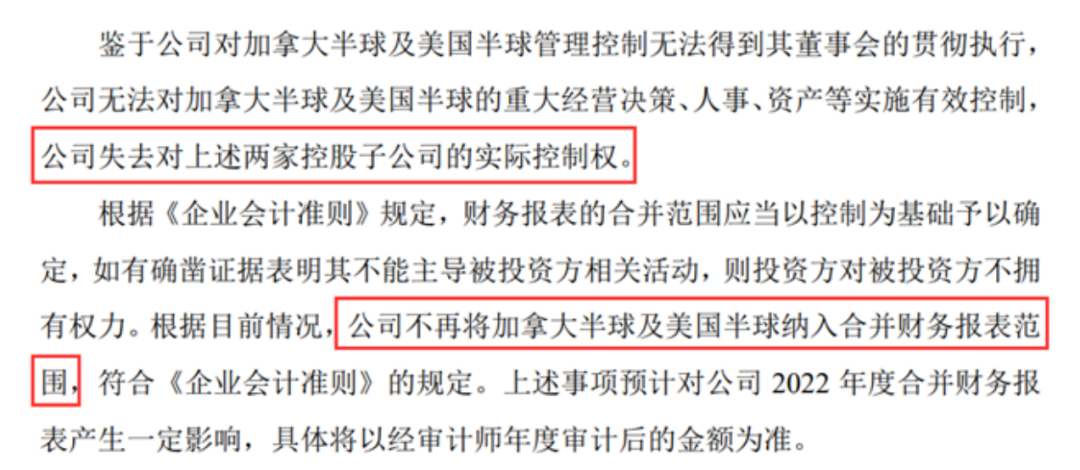 鉴于公司对加拿大半球及美国半球管理控制无法得到其董事会的贯彻执行，
公司无法对加拿大半球及美国半球的重大经营决策、人事、资产等实施有效控制，
公司失去对上述两家控股子公司的实际控制权。
根据《企业会计准则》规定，财务报表的合并范围应当以控制为基础予以确
定，如有确凿证据表明其不能主导被投资方相关活动，则投资方对被投资方不拥
有权力。根据目前情况，公司不再将加拿大半球及美国半球纳入合并财务报表范
围，符合《企业会计准则》的规定。上述事项预计对公司 2022 年度合并财务报
表产生一定影响，具体将以经审计师年度审计后的金额为准。